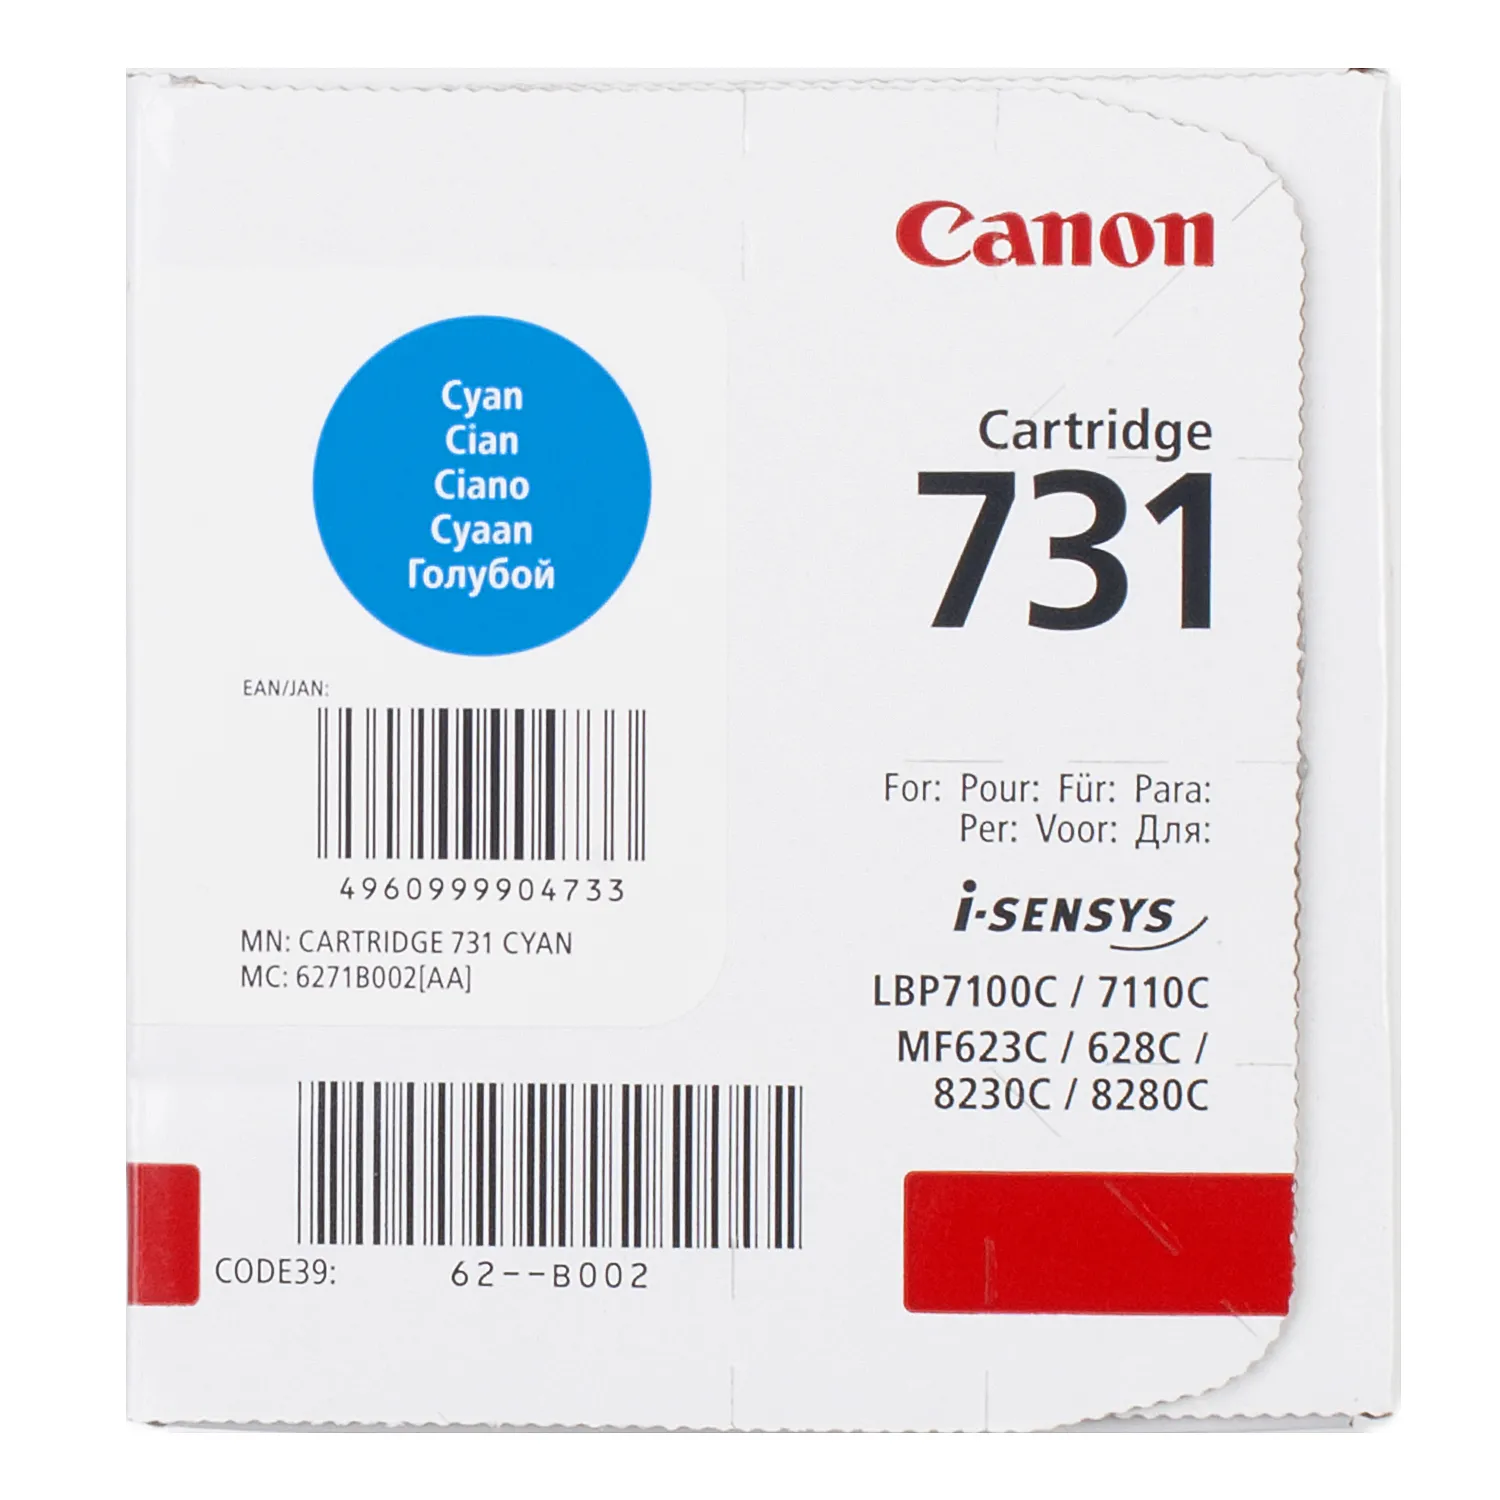 Canon
Cyan
Cian
Ciano
Cyaan
Голубой
Cartridge
731
EAN/JAN:
4960999904733
MN: CARTRIDGE 731 CYAN
MC: 6271B002[AA]
For: Pour: Für: Para:
Per: Voor: Для:
i-SENSYS
LBP7100C / 7110C
MF623C / 628C /
8230C / 8280C
CODE39: 62--B002